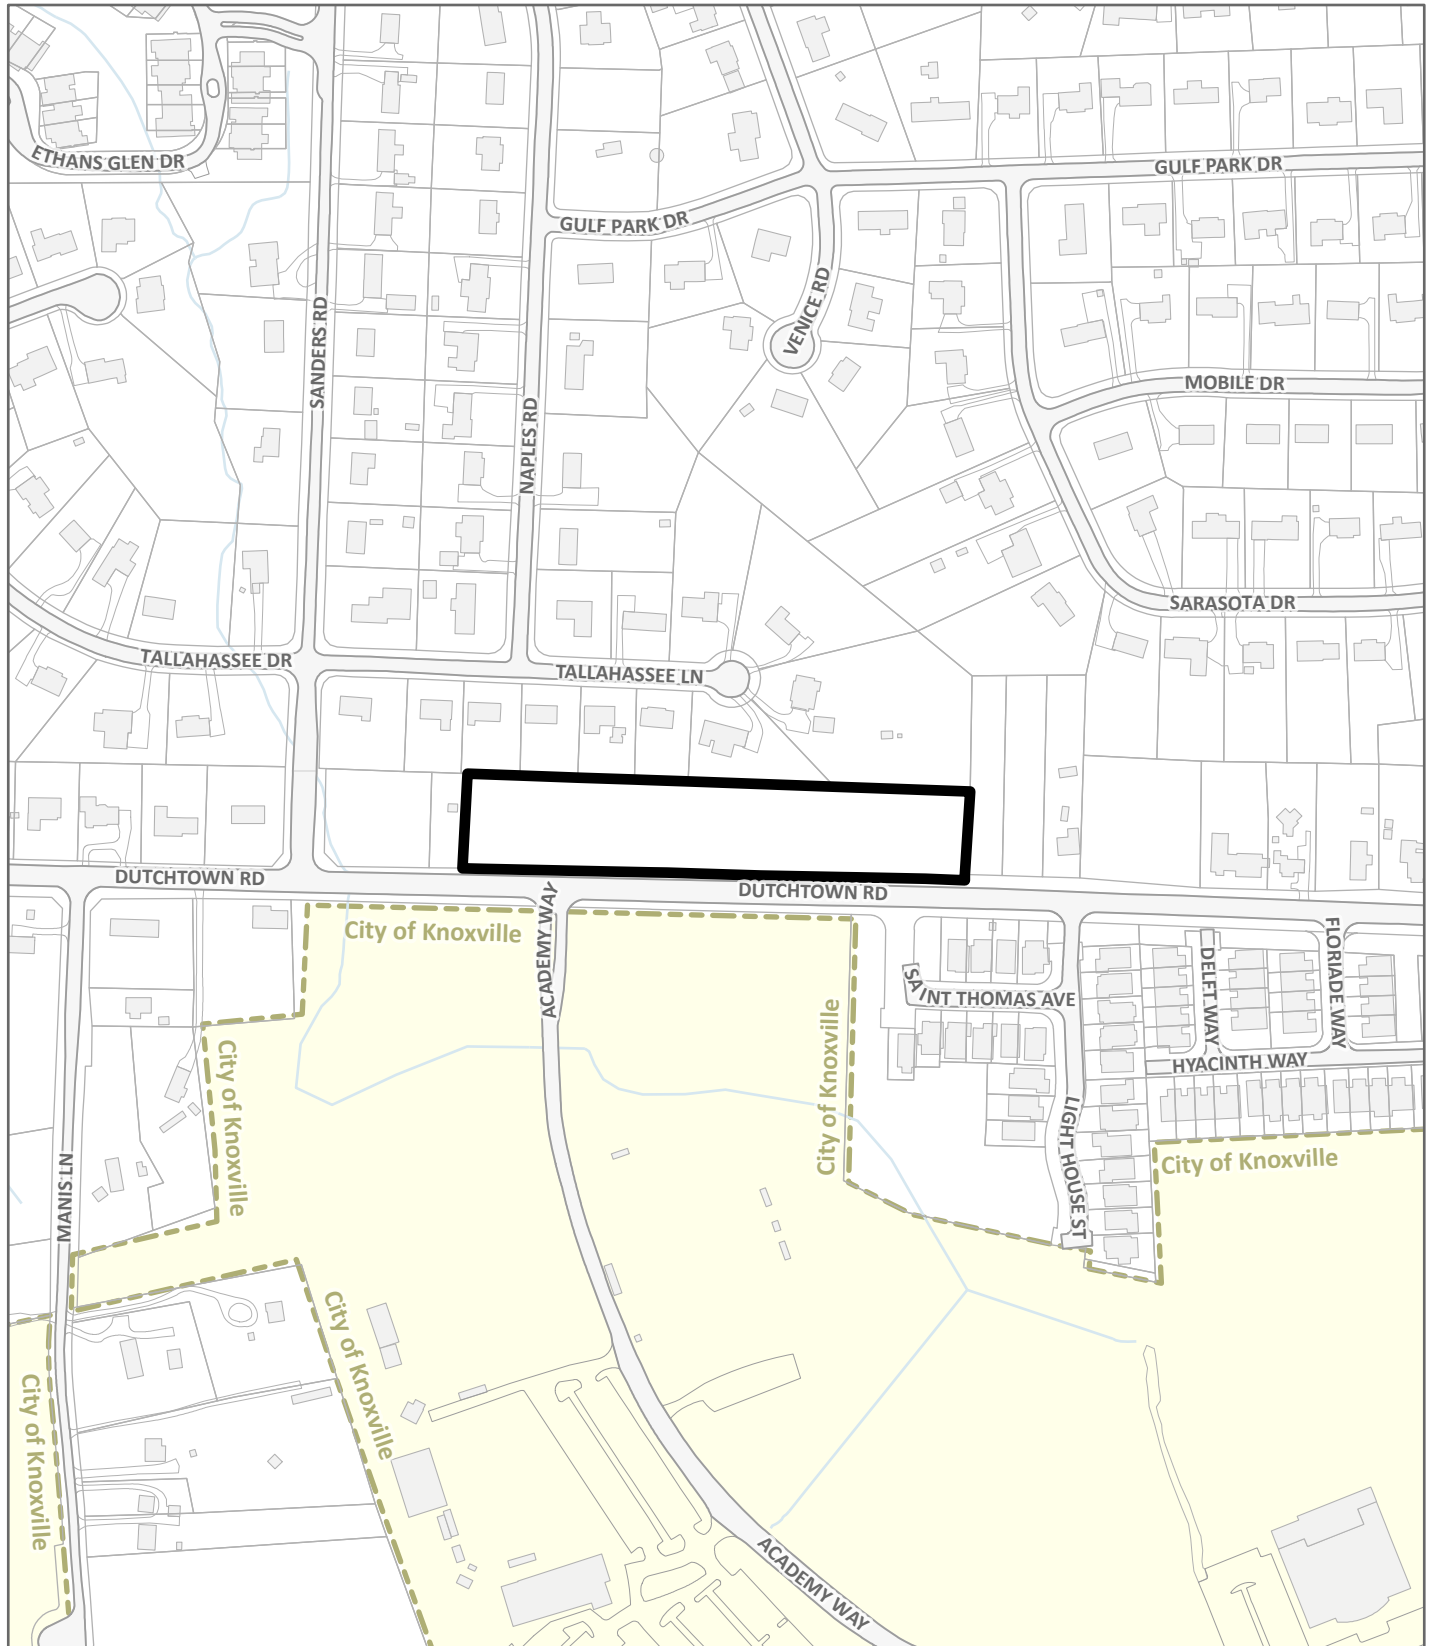 ETHANS GLEN DR
GULF PARK DR
GULF PARK DR
VENICE RD
SANDERS RD
MOBILE DR
NAPLES RD
SARASOTA DR
TALLAHASSEE DR
TALLAHASSEE LN
DUTCHTOWN RD
DUTCHTOWN RD
City of Knoxville
ACADEMY WAY
SAINT THOMAS AVE
DELFT WAY
FLORIADE WAY
HYACINTH WAY
City of Knoxville
City of Knoxville
LIGHT HOUSE ST
City of Knoxville
MANIS LN
City of Knoxville
City of Knoxville
ACADEMY WAY